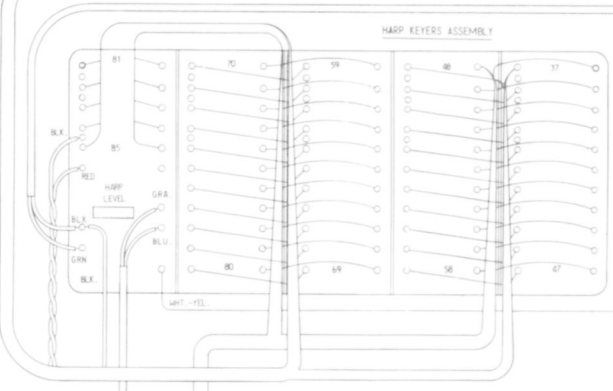 HARP KEYERS ASSEMBLY
81
70
59
48
37
BLK.
85
RED
HARP
LEVEL
GRA.
BLK
BLU.
GRN
BLK.
80
69
58
47
WHT.-YEL.